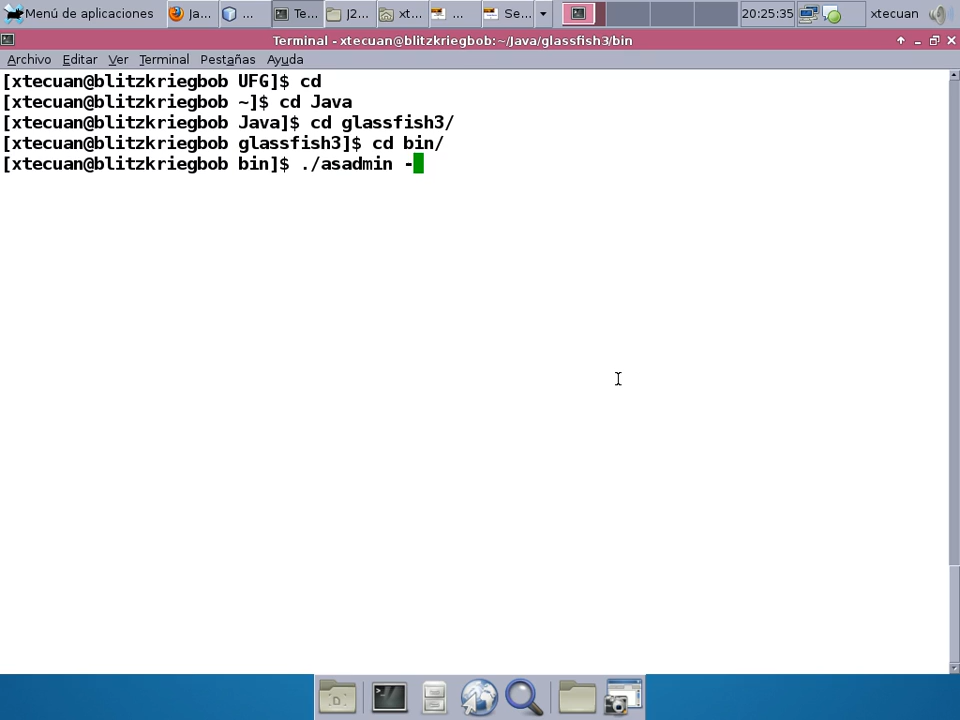 Menú de aplicaciones Ja... ... Te... J2... xt... ... Se... 20:25:35 xtecuan
Terminal - xtecuan@blitzkriegbob:~/Java/glassfish3/bin
Archivo Editar Ver Terminal Pestañas Ayuda
[xtecuan@blitzkriegbob UFG]$ cd
[xtecuan@blitzkriegbob ~]$ cd Java
[xtecuan@blitzkriegbob Java]$ cd glassfish3/
[xtecuan@blitzkriegbob glassfish3]$ cd bin/
[xtecuan@blitzkriegbob bin]$ ./asadmin -